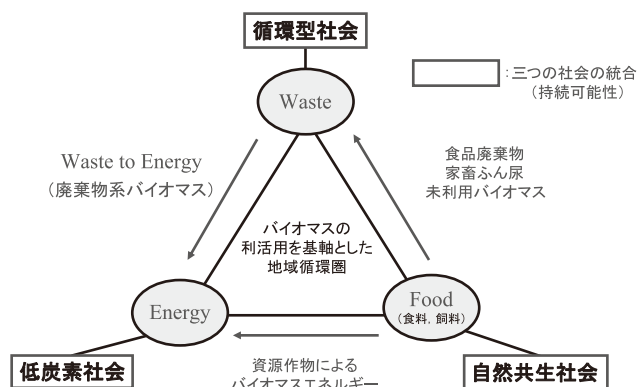 循環型社会
：三つの社会の統合
（持続可能性）
Waste
Waste to Energy
（廃棄物系バイオマス）
食品廃棄物
家畜ふん尿
未利用バイオマス
バイオマスの
利活用を基軸とした
地域循環圏
Energy
Food
（食料，飼料）
低炭素社会
資源作物による
バイオマスエネルギー
自然共生社会